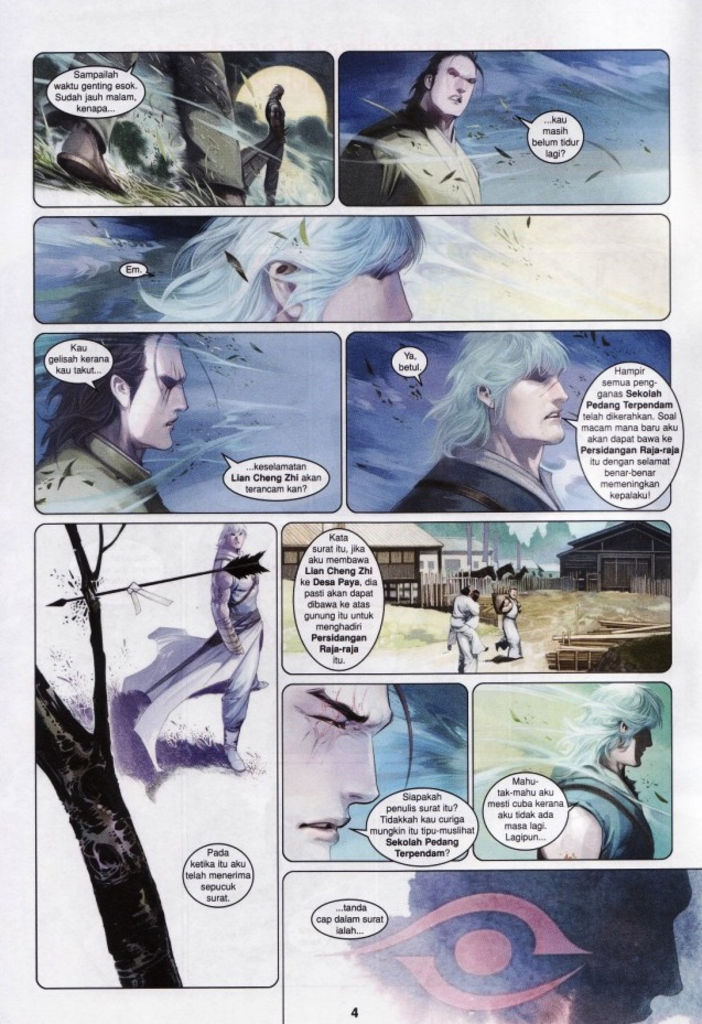 Sampailah
waktu genting esok.
Sudah jauh malam,
kenapa...
...kau
masih
belum tidur
lagi?
Em.
Kau
gelisah kerana
kau takut...
...keselamatan
Lian Cheng Zhi akan
terancam kan?
Ya,
betul.
Hampir
semua peng-
ganas Sekolah
Pedang Terpendam
telah dikerahkan. Soal
macam mana baru aku
akan dapat bawa ke
Persidangan Raja-raja
itu dengan selamat
benar-benar
memeningkan
kepalaku!
Pada
ketika itu aku
telah menerima
sepucuk
surat.
Kata
surat itu, jika
aku membawa
Lian Cheng Zhi
ke Desa Paya, dia
pasti akan dapat
dibawa ke atas
gunung itu untuk
menghadiri
Persidangan
Raja-raja
itu.
Siapakah
penulis surat itu?
Tidakkah kau curiga
mungkin itu tipu-muslihat
Sekolah Pedang
Terpendam?
Mahu-
tak-mahu aku
mesti cuba kerana
aku tidak ada
masa lagi.
Lagipun...
...tanda
cap dalam surat
ialah...
4